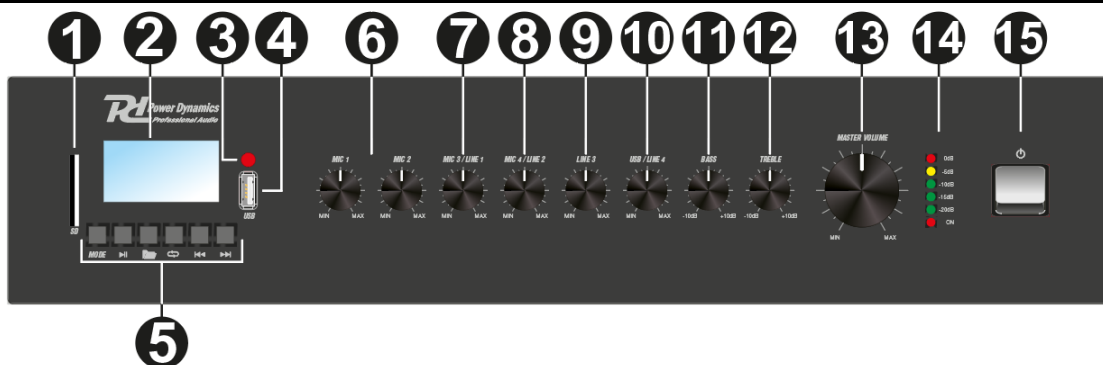 1 2 3 4 6 7 8 9 10 11 12 13 14 15
Pd Power Dynamics
Professional Audio
MASTER VOLUME
MIC 1 MIC 2 MIC 3 / LINE 1 MIC 4 / LINE 2 LINE 3 USB / LINE 4 BASS TREBLE
0dB
-5dB
-10dB
-15dB
-20dB
ON
USB
MIN MAX MIN MAX MIN MAX MIN MAX MIN MAX MIN MAX -10dB +10dB -10dB +10dB
SD
MIN MAX
MODE
5